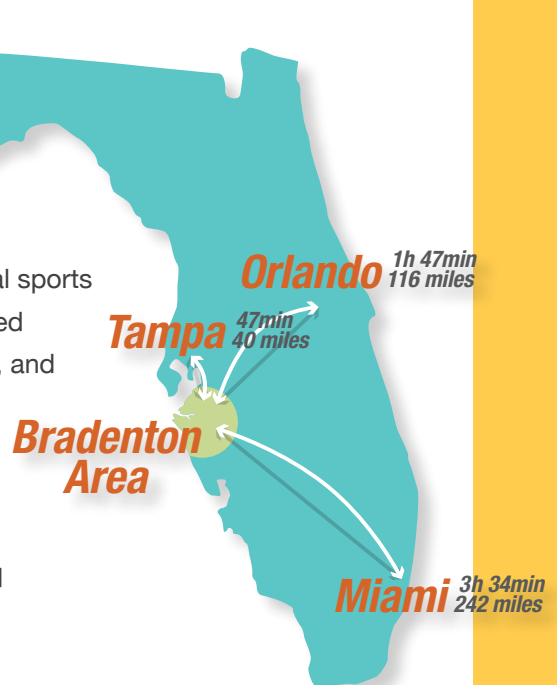 al sports
ed
, and
Orlando
1h 47min
116 miles
Tampa
47min
40 miles
Bradenton
Area
Miami
3h 34min
242 miles